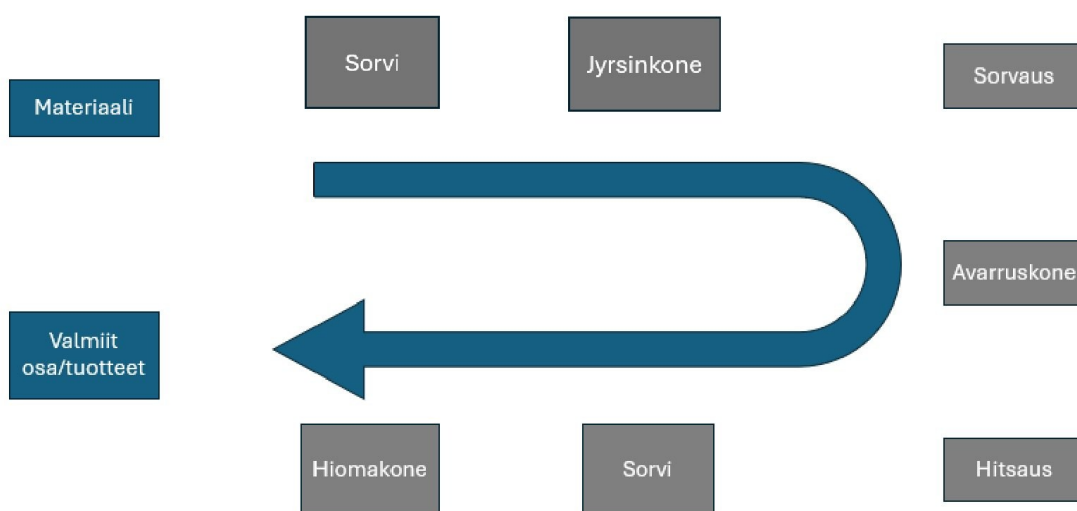 Sorvi
Jyrsinkone
Sorvaus
Materiaali
Avarruskone
Valmiit
osa/tuotteet
Hiomakone
Sorvi
Hitsaus